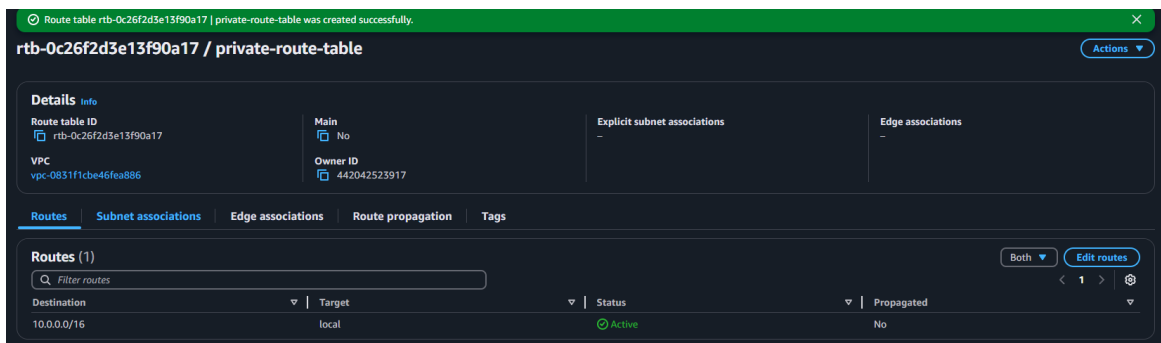 Route table rtb-0c26f2d3e13f90a17 | private-route-table was created successfully.
rtb-0c26f2d3e13f90a17 / private-route-table
Actions
Details Info
Route table ID
rtb-0c26f2d3e13f90a17
Main
No
Explicit subnet associations
–
Edge associations
–
VPC
vpc-0831f1cbe46fea886
Owner ID
442042523917
Routes Subnet associations Edge associations Route propagation Tags
Routes (1)
Both Edit routes
Filter routes
1
Destination Target Status Propagated
10.0.0.0/16 local Active No